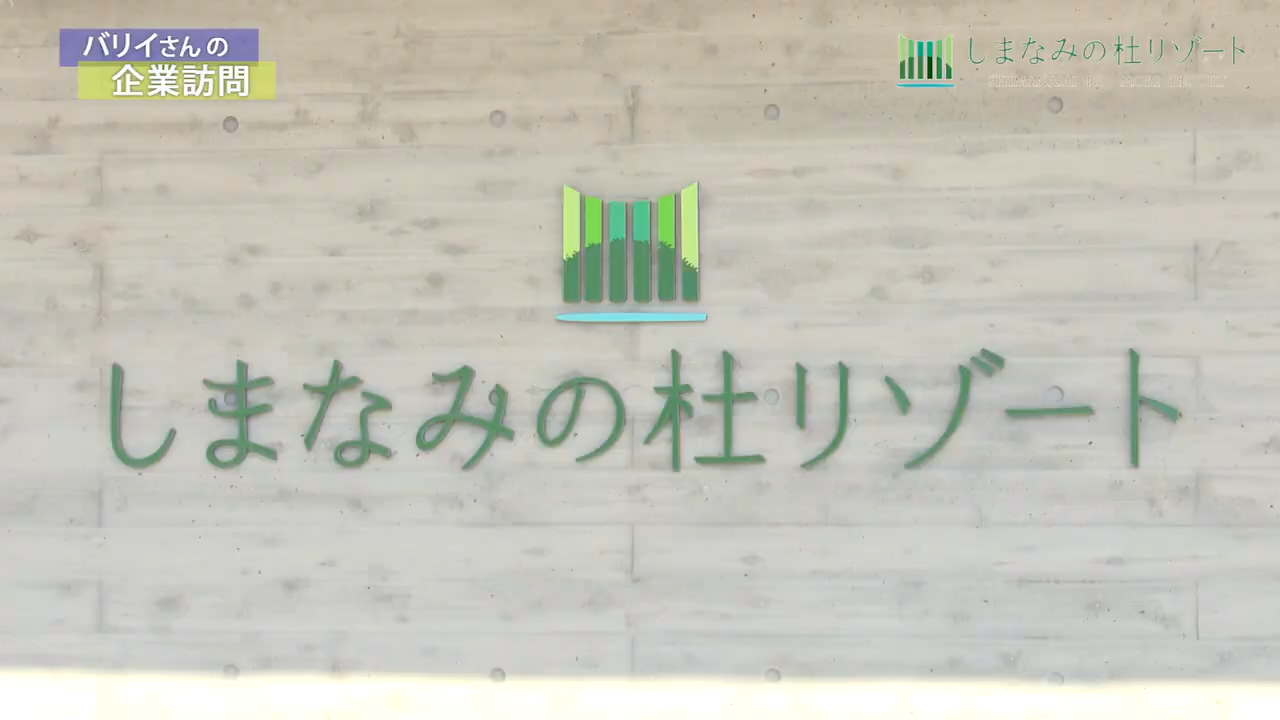 バリイさんの
企業訪問
しまなみの杜リゾート
しまなみの杜リゾート